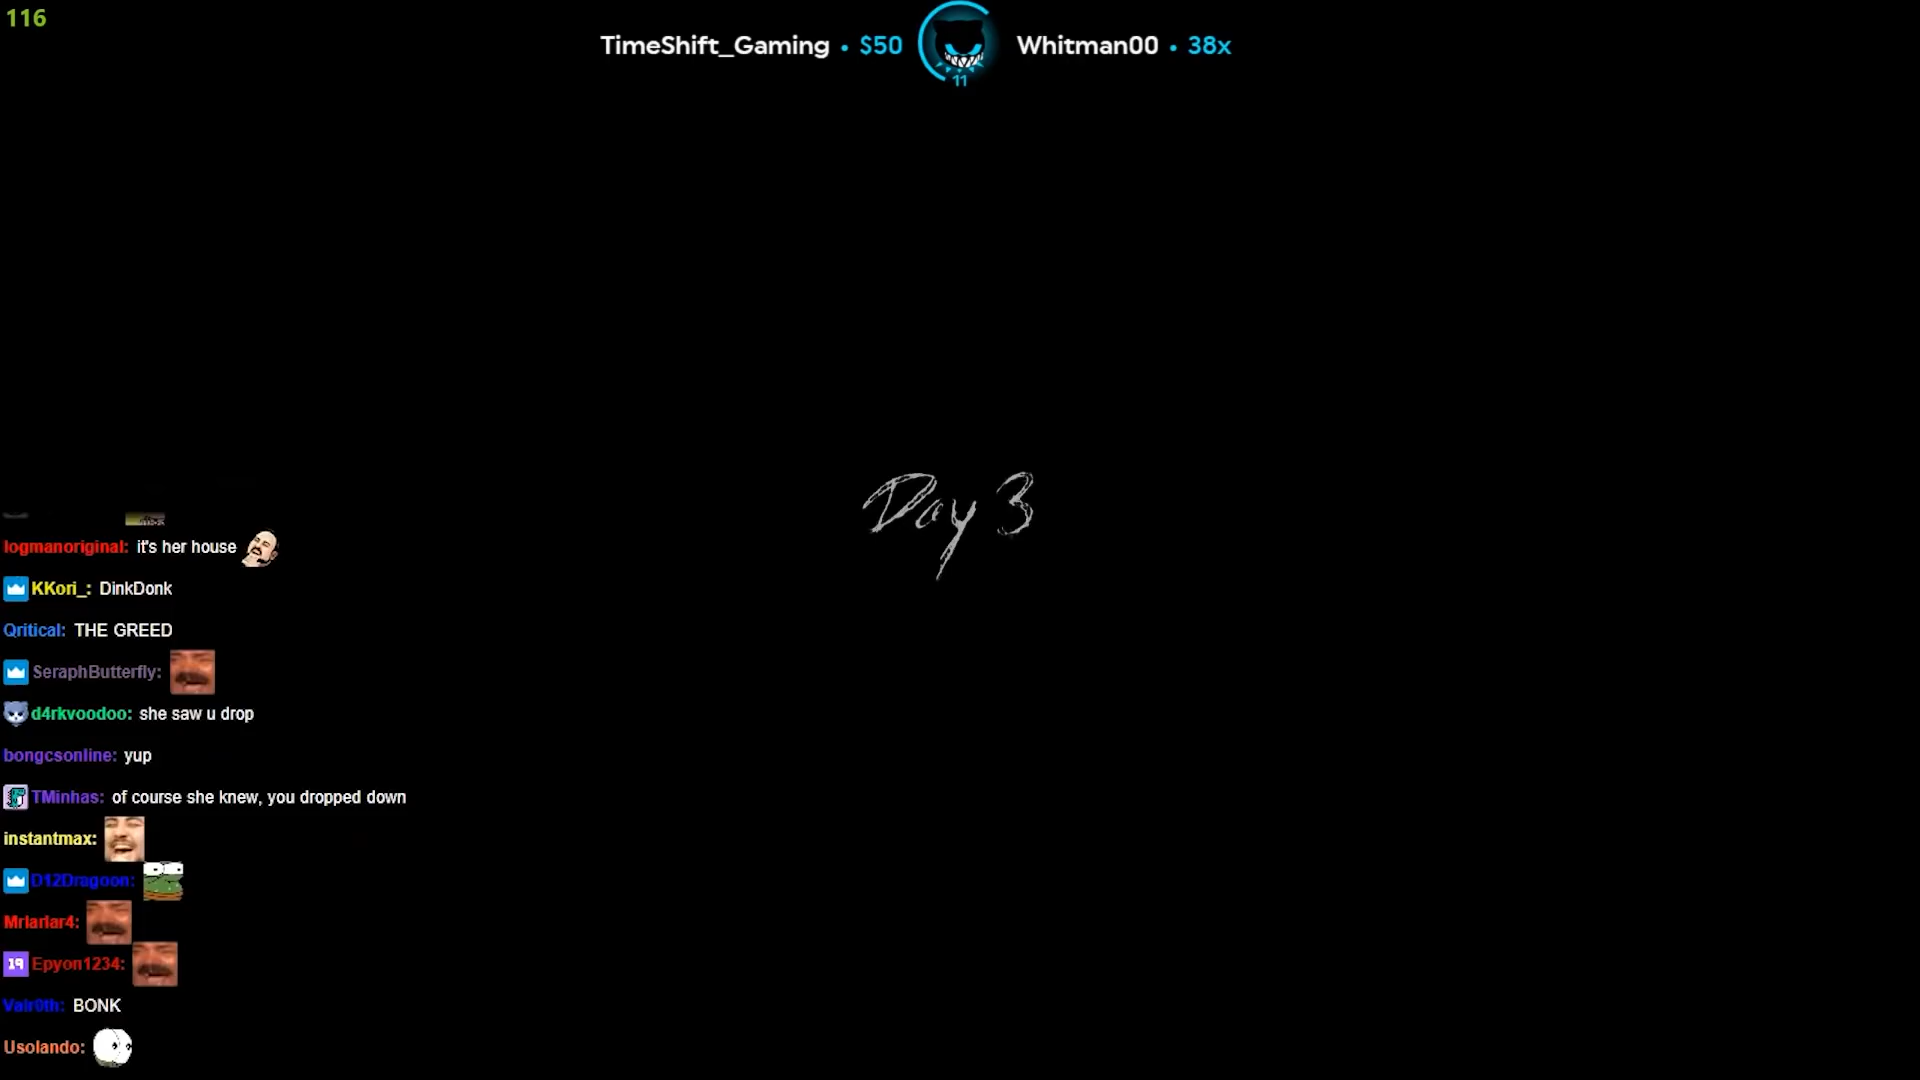 116
TimeShift_Gaming • $50
11
Whitman00 • 38x
Day 3
logmanoriginal: it's her house
KKori_: DinkDonk
Qritical: THE GREED
SeraphButterfly:
d4rkvoodoo: she saw u drop
bongcsonline: yup
TMinhas: of course she knew, you dropped down
instantmax:
D12Dragoon:
Mrlarlar4:
19 Epyon1234:
Valr0th: BONK
Usolando: